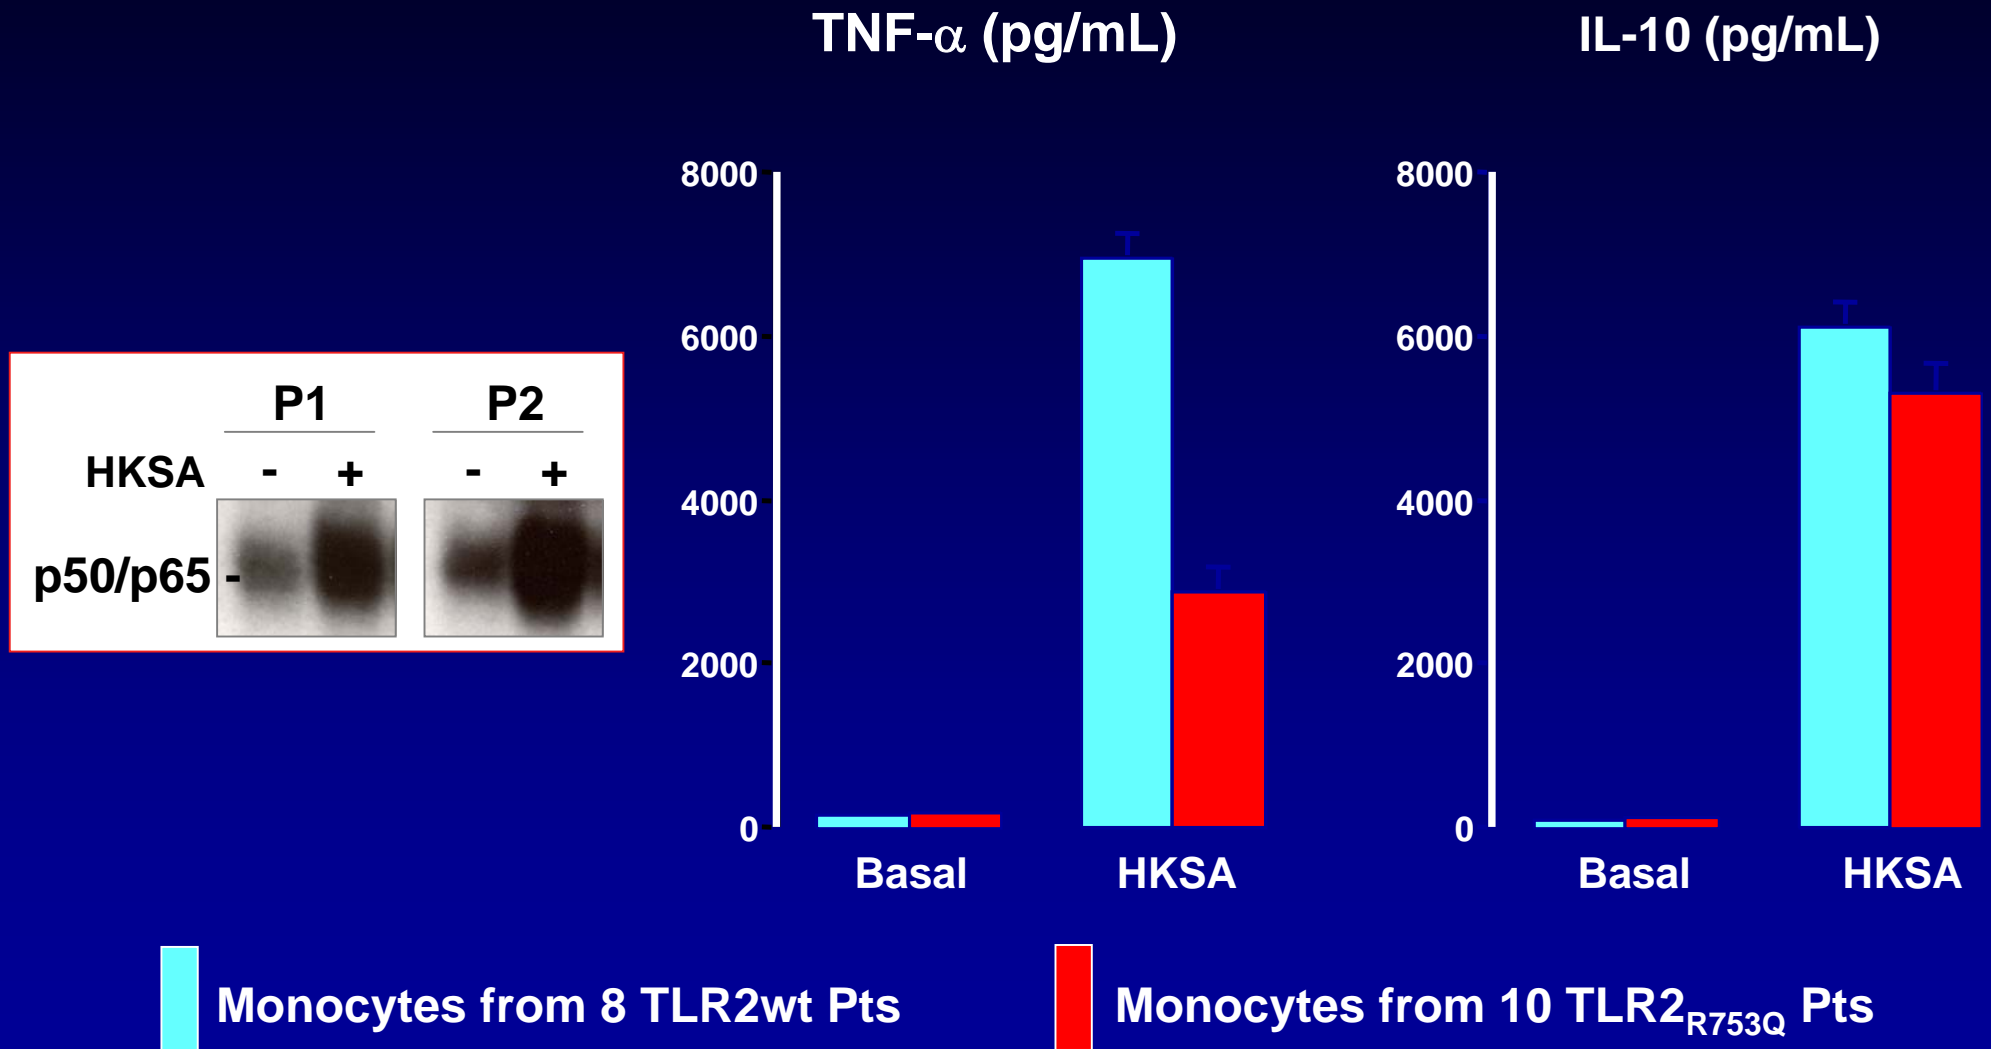 TNF-α (pg/mL)
IL-10 (pg/mL)
8000
6000
4000
2000
0
Basal
HKSA
8000
6000
4000
2000
0
Basal
HKSA
P1
P2
HKSA - + - +
p50/p65 -
Monocytes from 8 TLR2wt Pts
Monocytes from 10 TLR2R753Q Pts